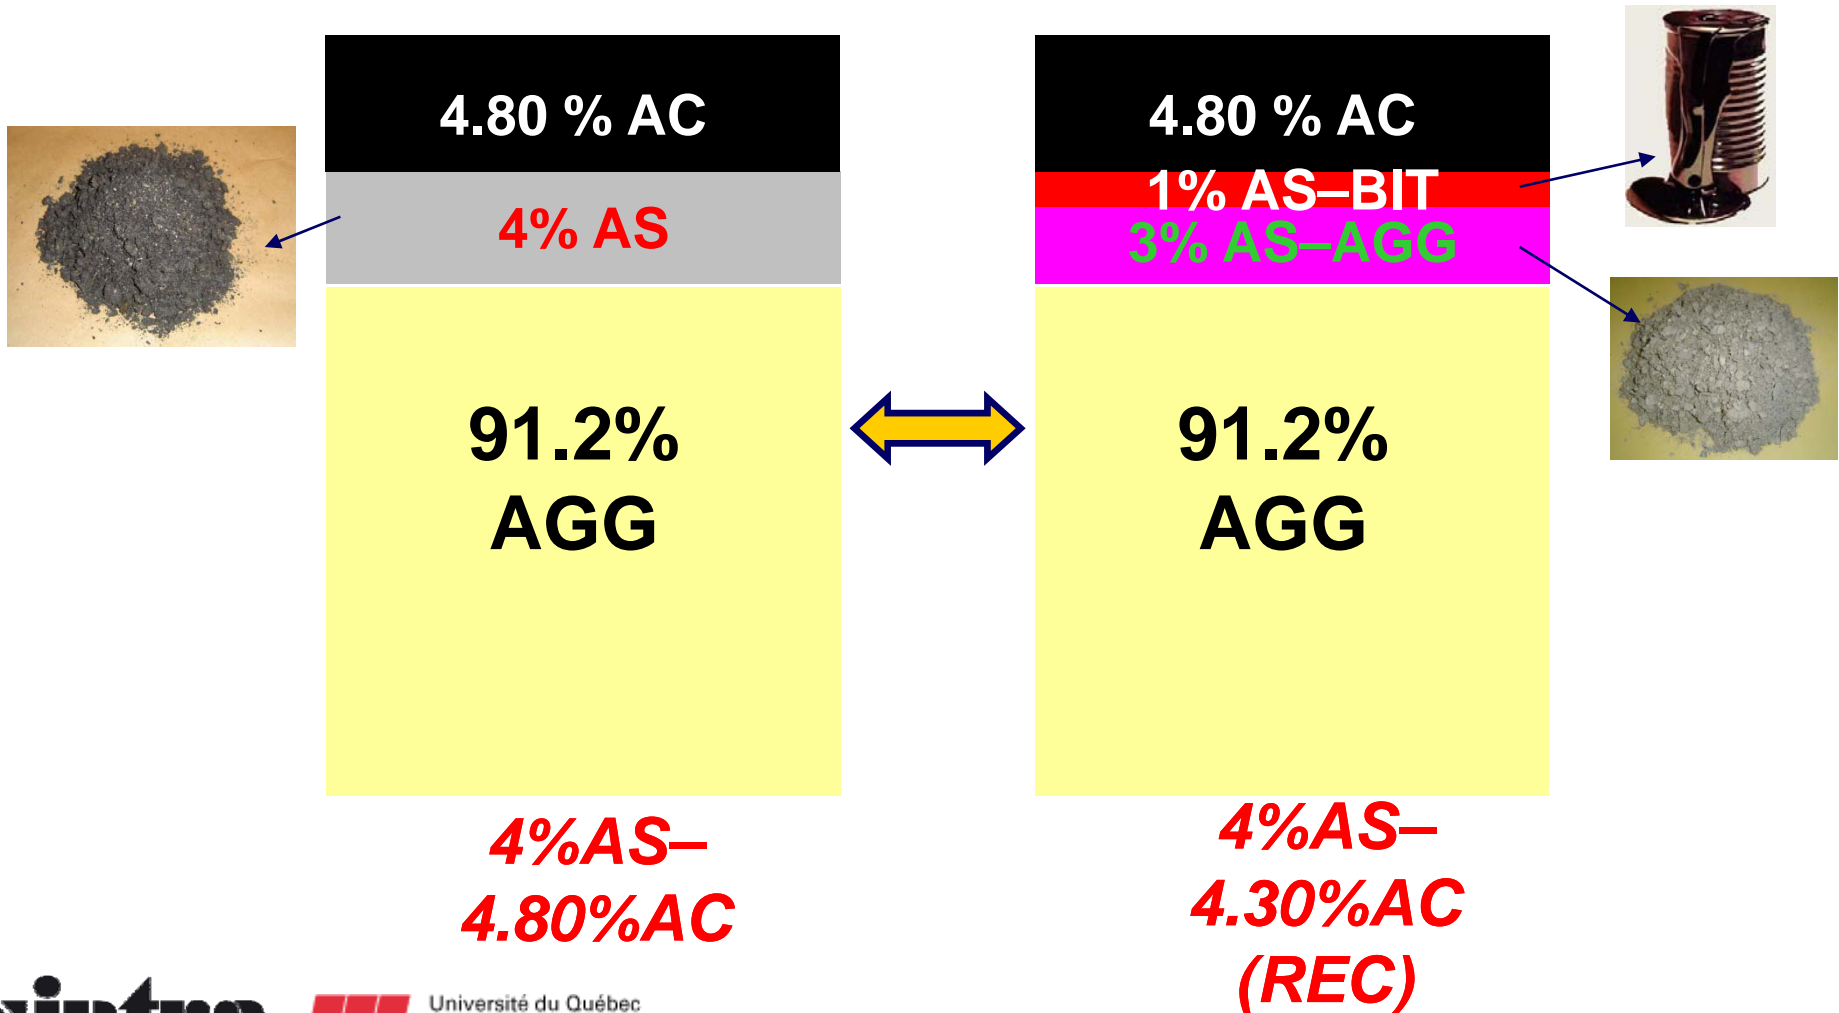 4.80 % AC
4% AS
91.2%
AGG
4%AS–
4.80%AC
4.80 % AC
1% AS–BIT
3% AS–AGG
91.2%
AGG
4%AS–
4.30%AC
(REC)
Université du Québec